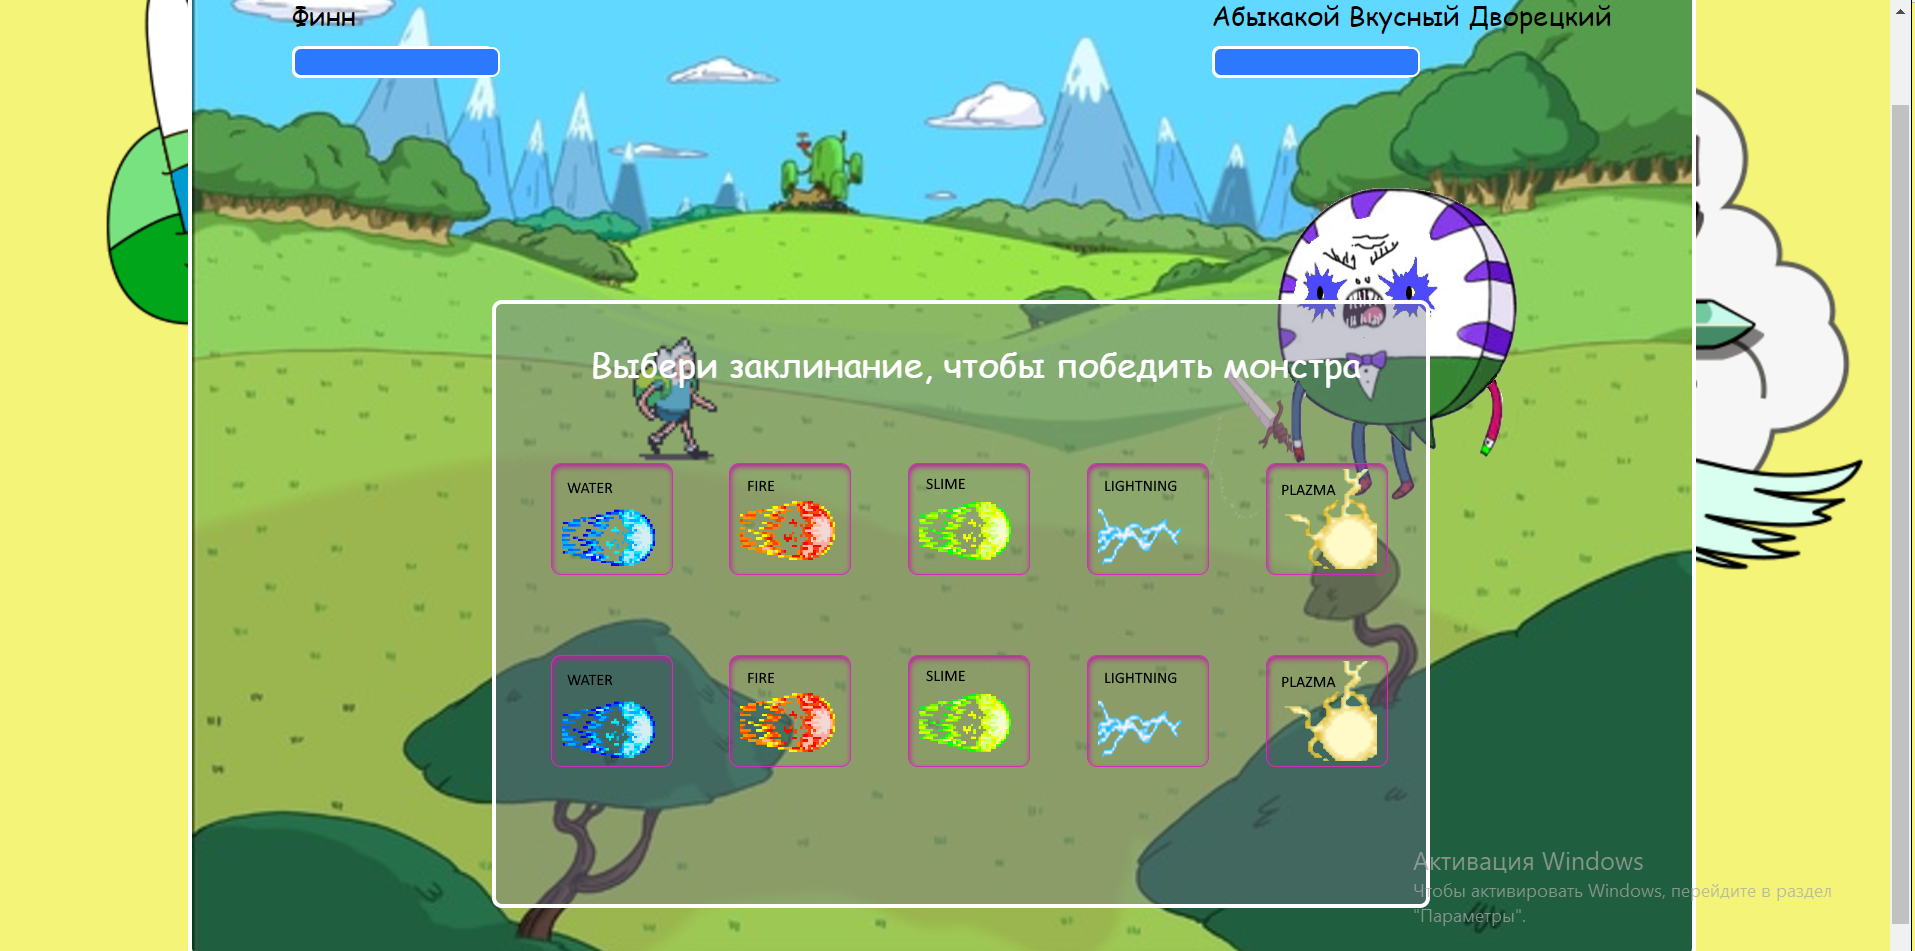 Финн
Абыкакой Вкусный Дворецкий
Выбери заклинание, чтобы победить монстра
WATER
FIRE
SLIME
LIGHTNING
PLAZMA
WATER
FIRE
SLIME
LIGHTNING
PLAZMA
Активация Windows
Чтобы активировать Windows, перейдите в раздел
"Параметры".